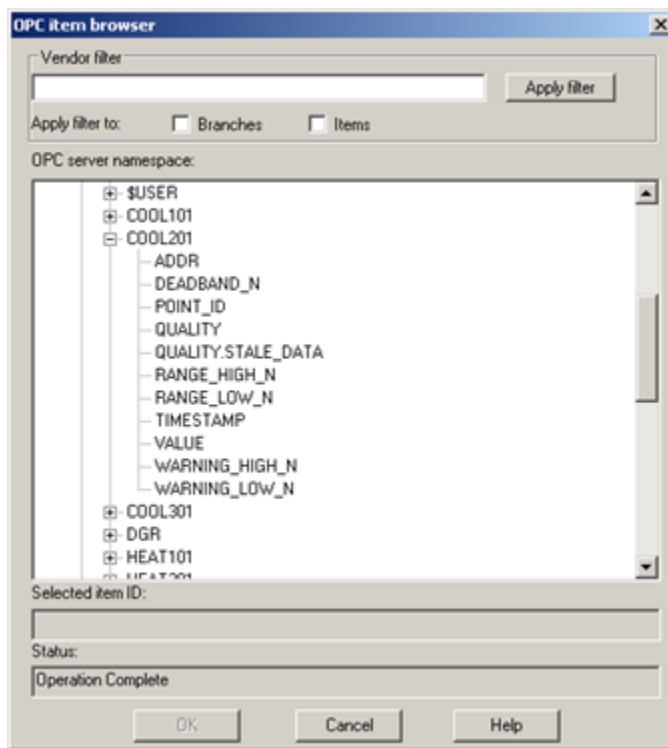 OPC item browser
Vendor filter
Apply filter
Apply filter to: Branches Items
OPC server namespace:
$USER
COOL101
COOL201
ADDR
DEADBAND_N
POINT_ID
QUALITY
QUALITY.STALE_DATA
RANGE_HIGH_N
RANGE_LOW_N
TIMESTAMP
VALUE
WARNING_HIGH_N
WARNING_LOW_N
COOL301
DGR
HEAT101
Selected item ID:
Status:
Operation Complete
OK Cancel Help